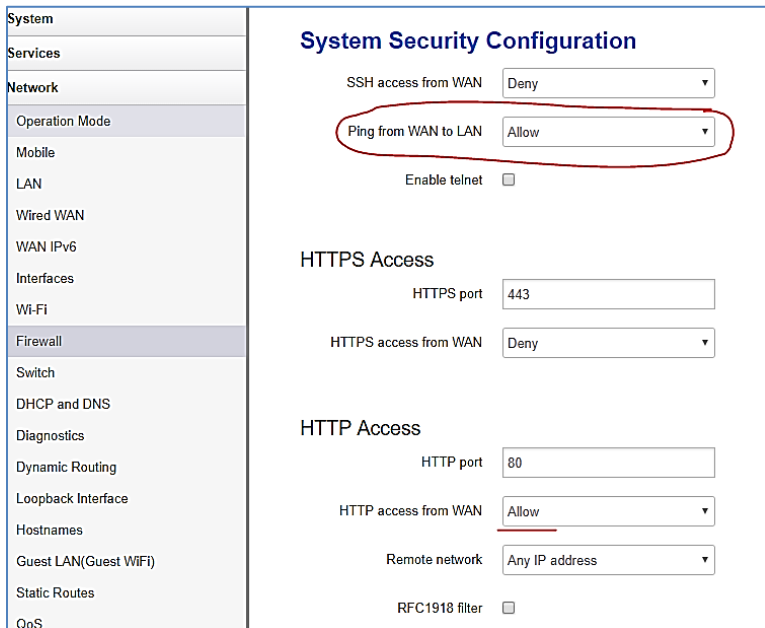 System
Services
Network
Operation Mode
Mobile
LAN
Wired WAN
WAN IPv6
Interfaces
Wi-Fi
Firewall
Switch
DHCP and DNS
Diagnostics
Dynamic Routing
Loopback Interface
Hostnames
Guest LAN(Guest WiFi)
Static Routes
QoS
System Security Configuration
SSH access from WAN Deny
Ping from WAN to LAN Allow
Enable telnet
HTTPS Access
HTTPS port 443
HTTPS access from WAN Deny
HTTP Access
HTTP port 80
HTTP access from WAN Allow
Remote network Any IP address
RFC1918 filter